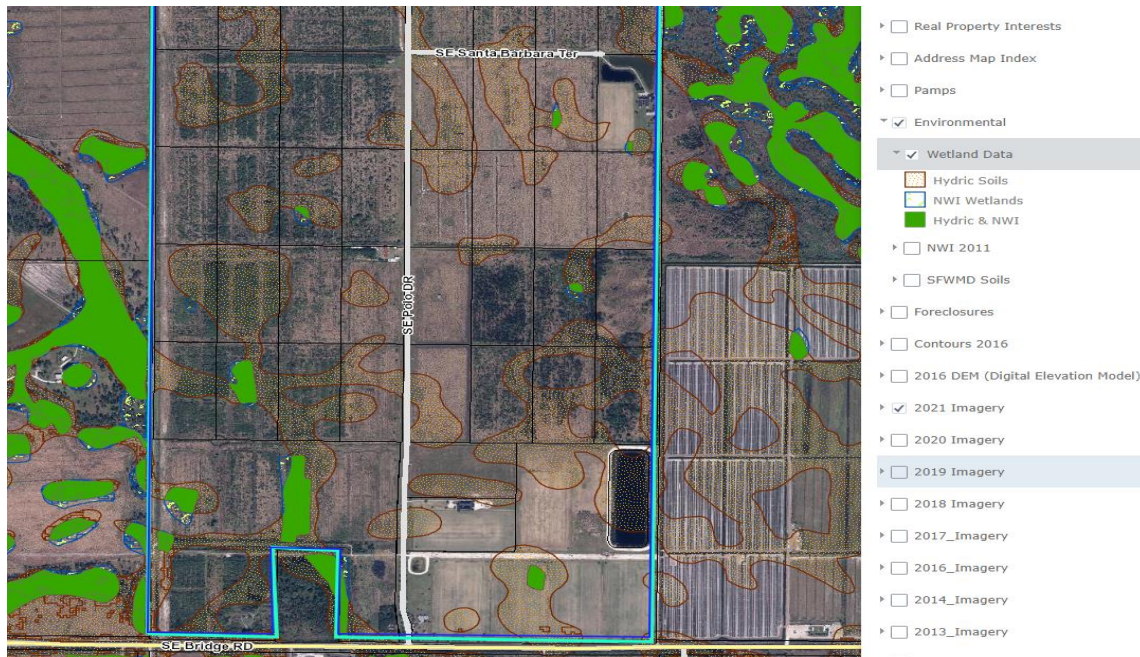 SE Santa Barbara Ter
SE Polo DR
SE Bridge RD
Real Property Interests
Address Map Index
Pamps
Environmental
Wetland Data
Hydric Soils
NWI Wetlands
Hydric & NWI
NWI 2011
SFWMD Soils
Foreclosures
Contours 2016
2016 DEM (Digital Elevation Model)
2021 Imagery
2020 Imagery
2019 Imagery
2018 Imagery
2017_Imagery
2016_Imagery
2014_Imagery
2013_Imagery